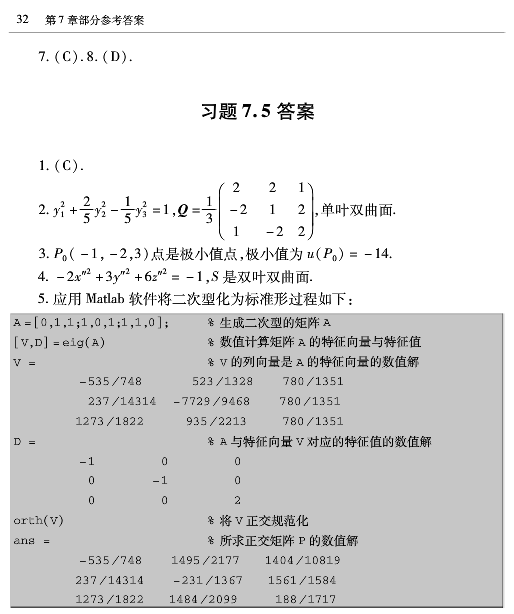 32 第7章部分参考答案
7. (C). 8. (D).
习题 7.5 答案
1. (C).
2. y₁² + 2/5 y₂² − 1/5 y₃² = 1, Q = 1/3 ( 2 2 1 ; −2 1 2 ; 1 −2 2 ), 单叶双曲面.
3. P₀( −1, −2,3) 点是极小值点,极小值为 u(P₀) = −14.
4. −2x″² +3y″² +6z″² = −1,S 是双叶双曲面.
5. 应用 Matlab 软件将二次型化为标准形过程如下:
A=[0,1,1;1,0,1;1,1,0]; % 生成二次型的矩阵 A
[V,D]=eig(A) % 数值计算矩阵 A 的特征向量与特征值
V = % V 的列向量是 A 的特征向量的数值解
-535/748 523/1328 780/1351
237/14314 -7729/9468 780/1351
1273/1822 935/2213 780/1351
D = % A 与特征向量 V 对应的特征值的数值解
-1 0 0
0 -1 0
0 0 2
orth(V) % 将 V 正交规范化
ans = % 所求正交矩阵 P 的数值解
-535/748 1495/2177 1404/10819
237/14314 -231/1367 1561/1584
1273/1822 1484/2099 188/1717